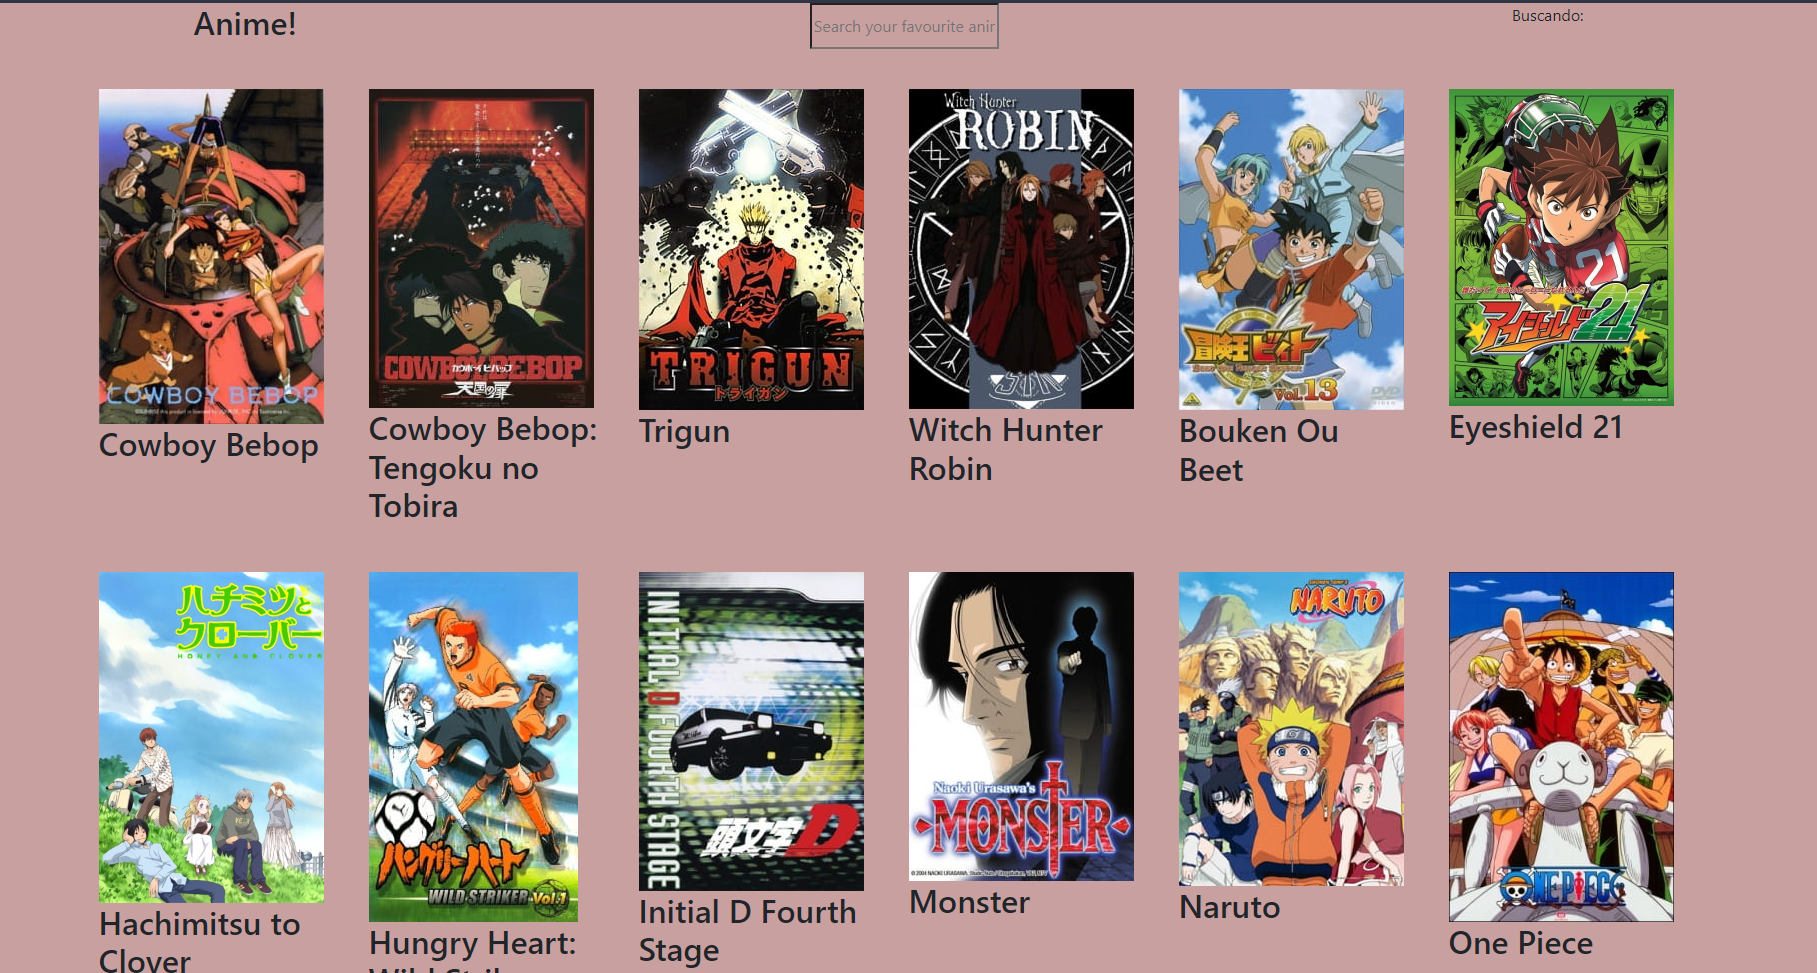 Anime!
Search your favourite anir
Buscando:
COWBOY BEBOP
Cowboy Bebop
COWBOY BEBOP
カウボーイビバップ
天国の扉
Cowboy Bebop:
Tengoku no
Tobira
TRIGUN
トライガン
Trigun
Witch Hunter
ROBIN
Witch Hunter
Robin
冒険王ビィト
Vol.13
DVD
Bouken Ou
Beet
21
アイシールド21
Eyeshield 21
ハチミツと
クローバー
HONEY AND CLOVER
Hachimitsu to
Clover
ハングリーハート
WILD STRIKER Vol.1
Hungry Heart:
INITIAL D FOURTH STAGE
頭文字D
Initial D Fourth
Stage
Naoki Urasawa's
MONSTER
Monster
NARUTO
Naruto
ONE PIECE
One Piece